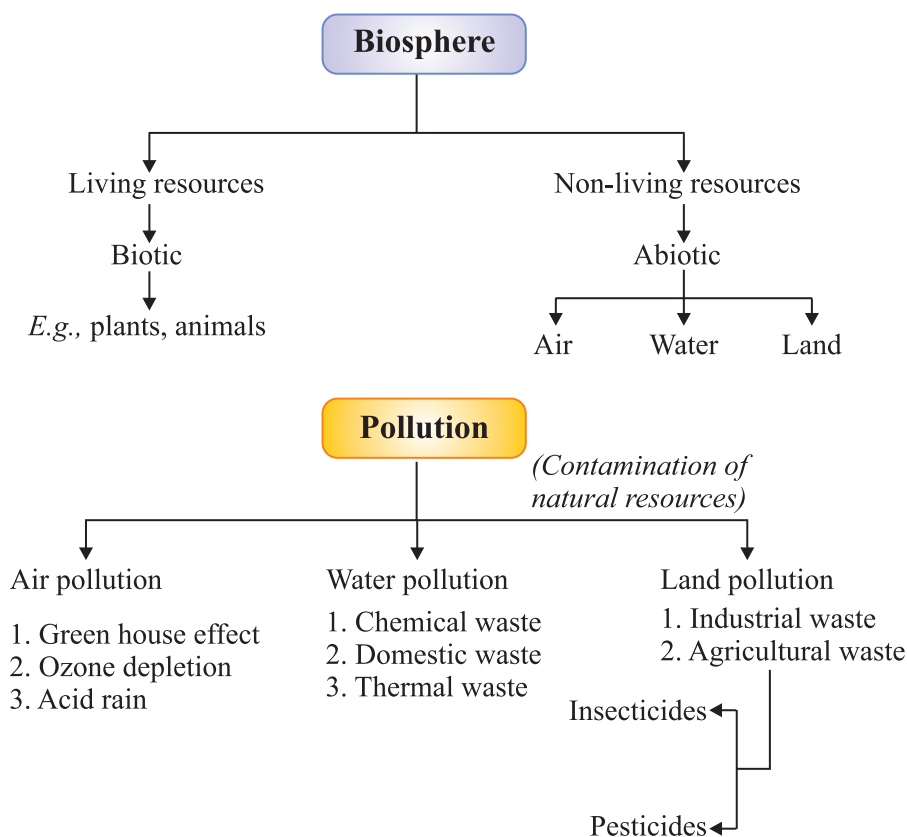 Biosphere
Living resources
Non-living resources
Biotic
Abiotic
E.g., plants, animals
Air
Water
Land
Pollution
(Contamination of
natural resources)
Air pollution
1. Green house effect
2. Ozone depletion
3. Acid rain
Water pollution
1. Chemical waste
2. Domestic waste
3. Thermal waste
Land pollution
1. Industrial waste
2. Agricultural waste
Insecticides
Pesticides